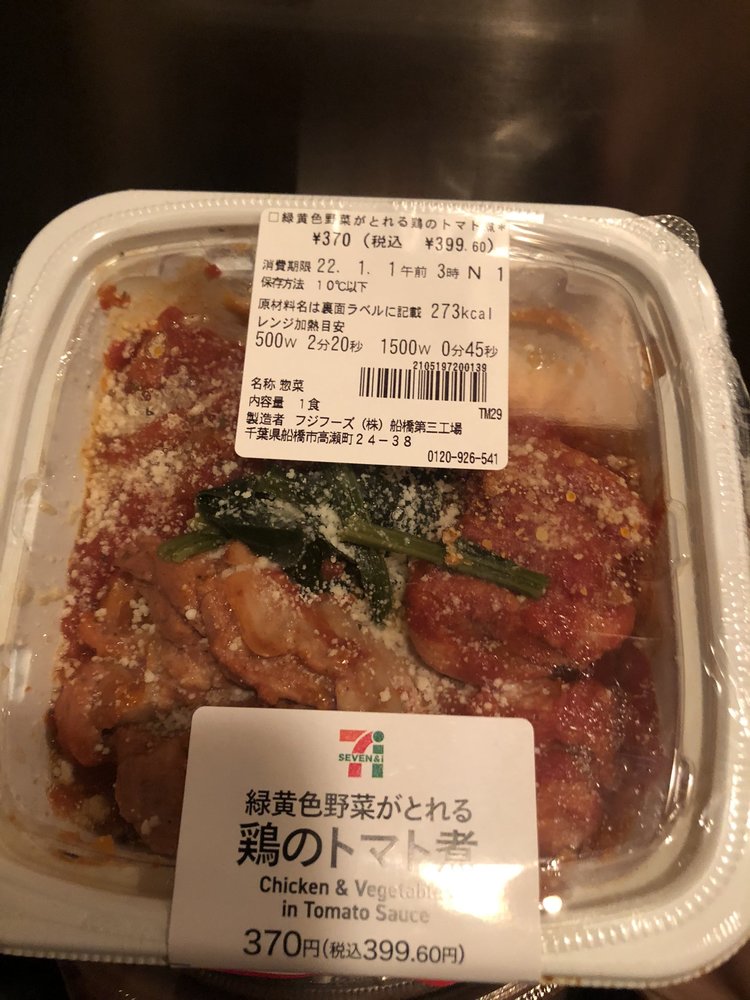 □緑黄色野菜がとれる鶏のトマト煮*
¥370 (税込 ¥399.60)
消費期限 22. 1. 1午前 3時 N 1
保存方法 10℃以下
原材料名は裏面ラベルに記載 273kcal
レンジ加熱目安
500W 2分20秒 1500W 0分45秒
2105197200139
名称 惣菜
内容量 1食
TM29
製造者 フジフーズ (株) 船橋第三工場
千葉県船橋市高瀬町24-38
0120-926-541
SEVEN&i
緑黄色野菜がとれる
鶏のトマト煮
Chicken & Vegetable
in Tomato Sauce
370円(税込399.60円)